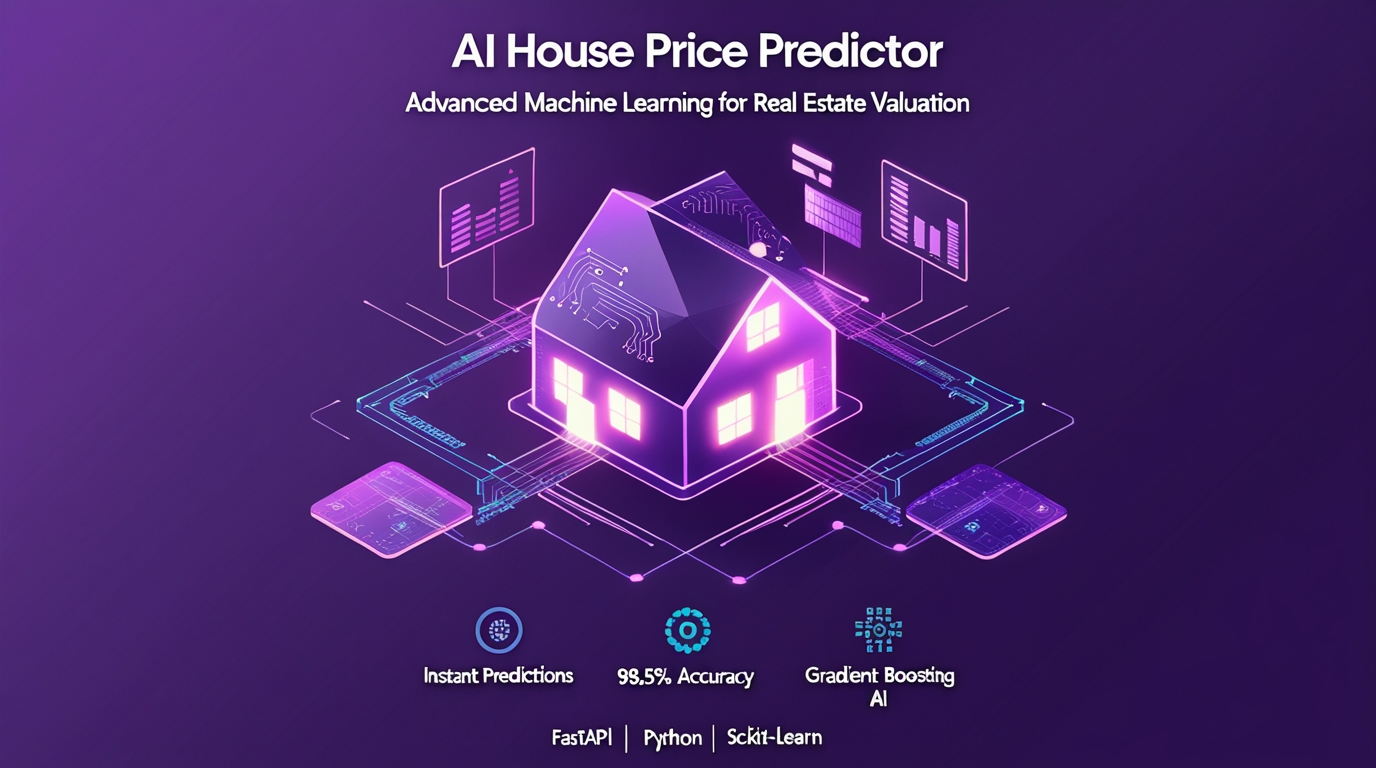 AI House Price Predictor
Advanced Machine Learning for Real Estate Valuation
Instant Predictions
98.5% Accuracy
Gradient Boosting
AI
FastAPI | Python | Scikit-Learn